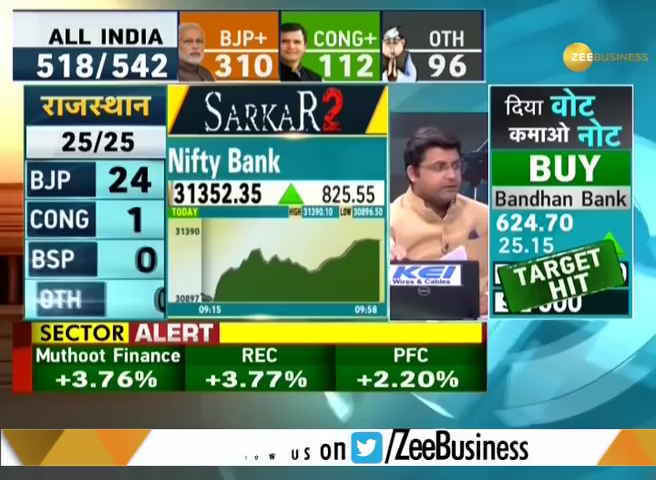 ALL INDIA
518/542
BJP+
310
CONG+
112
OTH
96
ZEEBUSINESS
राजस्थान
25/25
BJP 24
CONG 1
BSP 0
OTH
SARKAR 2
Nifty Bank
31352.35 825.55
TODAY HIGH 31390.10 LOW 30896.50
31390
30897
09:15 09:58
KEI
Wires & Cables
दिया वोट
कमाओ नोट
BUY
Bandhan Bank
624.70
25.15
TARGET
HIT
SECTOR ALERT
Muthoot Finance REC PFC
+3.76% +3.77% +2.20%
us on /ZeeBusiness